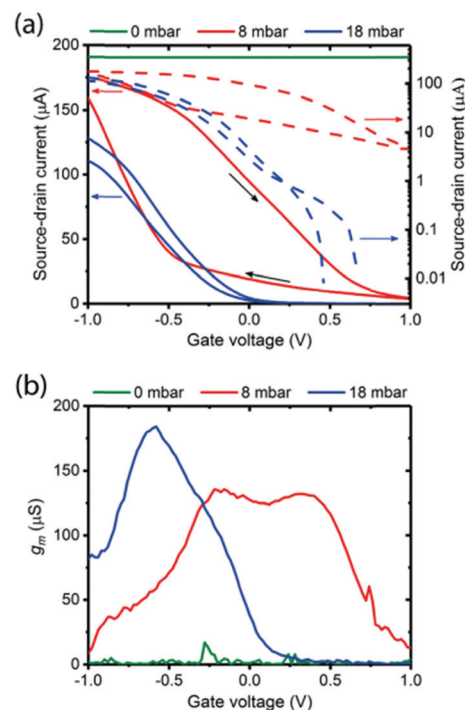 (a)
0 mbar 8 mbar 18 mbar
200
150
100
50
0
Source-drain current (µA)
100
10
1
0.1
0.01
Source-drain current (µA)
-1.0 -0.5 0.0 0.5 1.0
Gate voltage (V)
(b)
0 mbar 8 mbar 18 mbar
200
150
100
50
0
gm (µS)
-1.0 -0.5 0.0 0.5 1.0
Gate voltage (V)